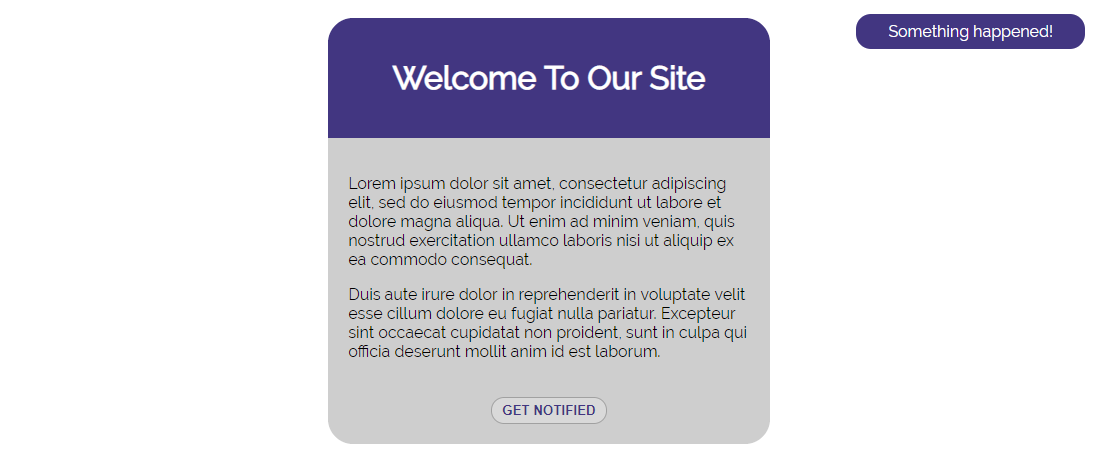 Something happened!
Welcome To Our Site
Lorem ipsum dolor sit amet, consectetur adipiscing
elit, sed do eiusmod tempor incididunt ut labore et
dolore magna aliqua. Ut enim ad minim veniam, quis
nostrud exercitation ullamco laboris nisi ut aliquip ex
ea commodo consequat.
Duis aute irure dolor in reprehenderit in voluptate velit
esse cillum dolore eu fugiat nulla pariatur. Excepteur
sint occaecat cupidatat non proident, sunt in culpa qui
officia deserunt mollit anim id est laborum.
GET NOTIFIED